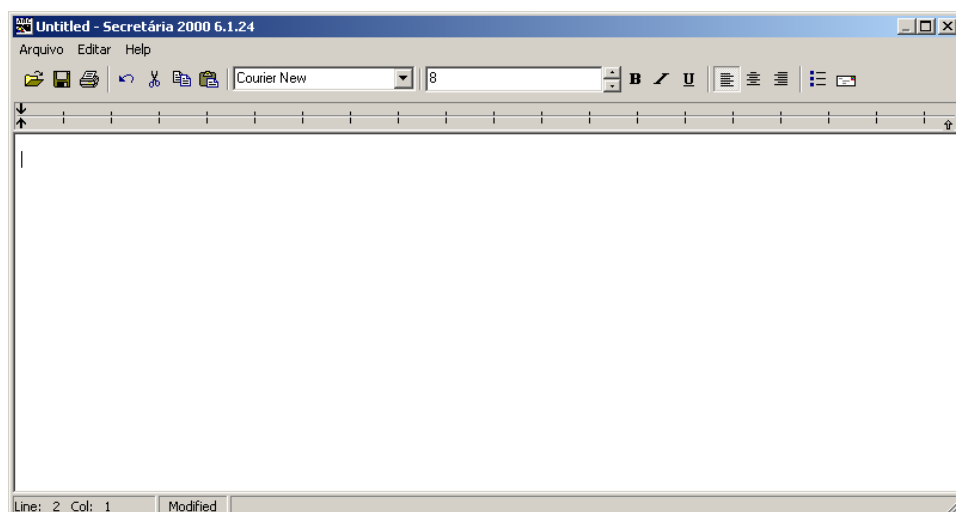 Untitled - Secretária 2000 6.1.24
Arquivo Editar Help
Courier New 8 B I U
Line: 2 Col: 1 Modified